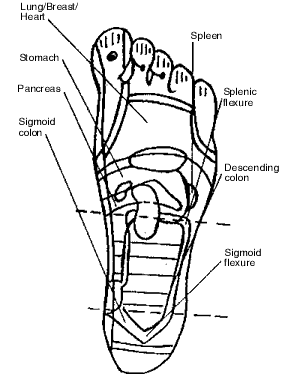 Lung/Breast/
Heart
Stomach
Pancreas
Sigmoid
colon
Spleen
Splenic
flexure
Descending
colon
Sigmoid
flexure